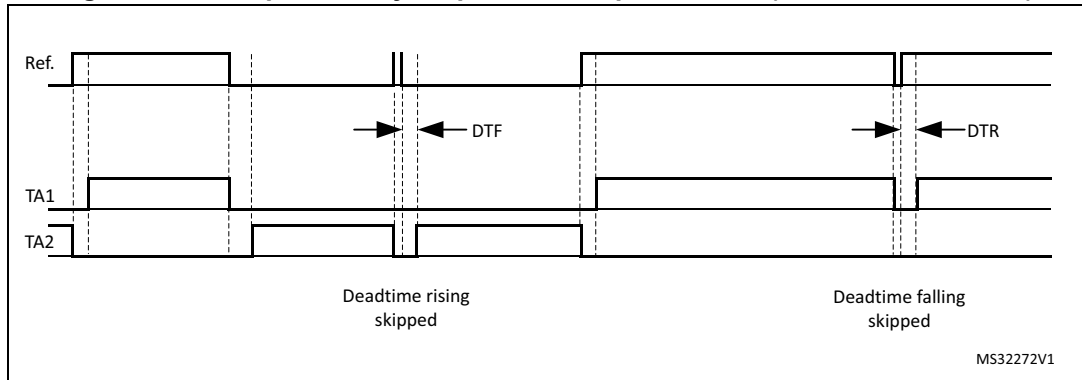 Ref.
DTF
DTR
TA1
TA2
Deadtime rising
skipped
Deadtime falling
skipped
MS32272V1